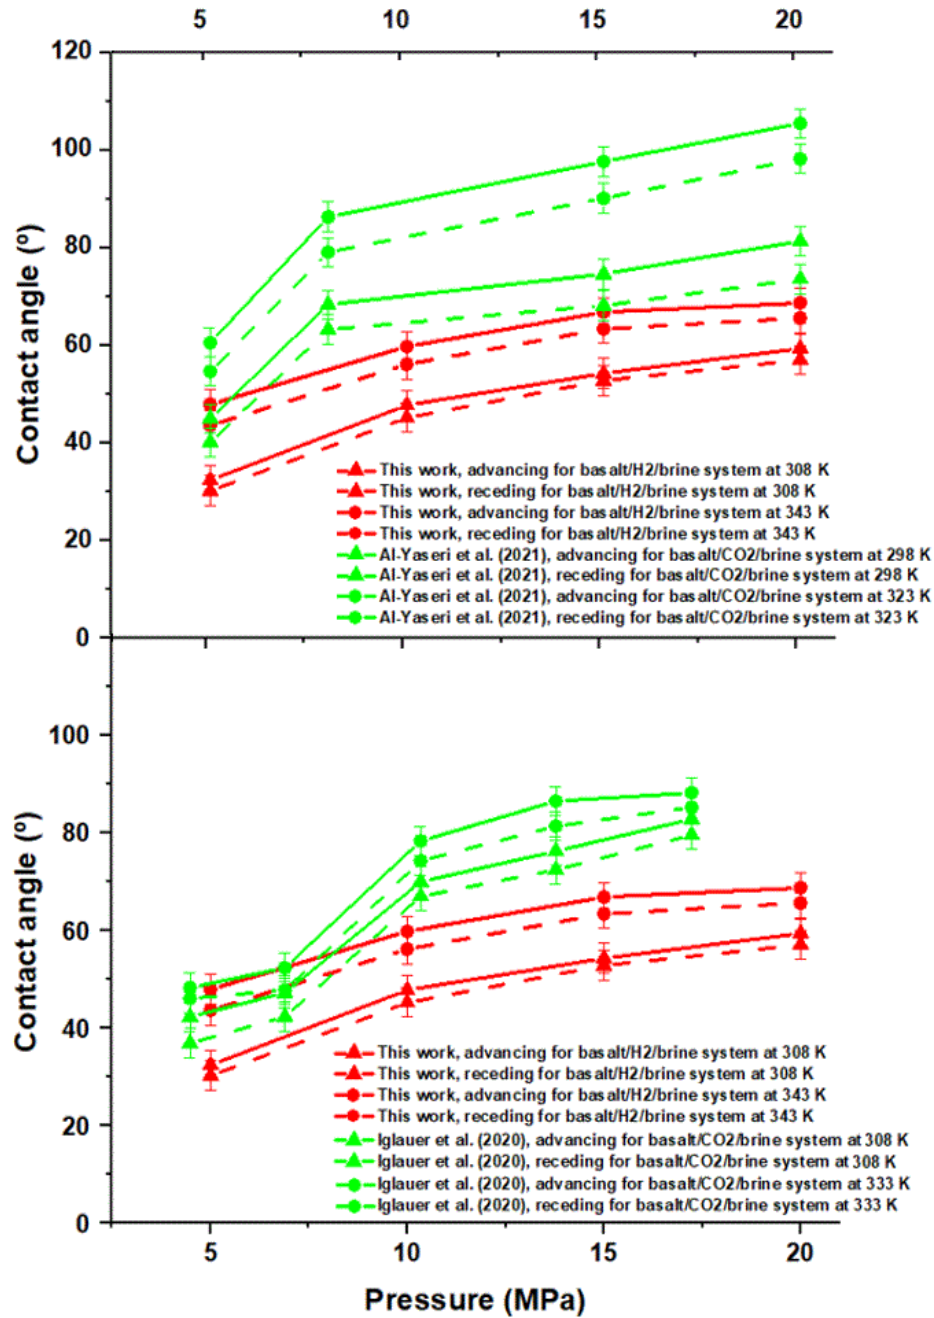 5 10 15 20
120
100
80
60
40
20
0
Contact angle (º)
This work, advancing for basalt/H2/brine system at 308 K
This work, receding for basalt/H2/brine system at 308 K
This work, advancing for basalt/H2/brine system at 343 K
This work, receding for basalt/H2/brine system at 343 K
Al-Yaseri et al. (2021), advancing for basalt/CO2/brine system at 298 K
Al-Yaseri et al. (2021), receding for basalt/CO2/brine system at 298 K
Al-Yaseri et al. (2021), advancing for basalt/CO2/brine system at 323 K
Al-Yaseri et al. (2021), receding for basalt/CO2/brine system at 323 K
100
80
60
40
20
0
Contact angle (º)
This work, advancing for basalt/H2/brine system at 308 K
This work, receding for basalt/H2/brine system at 308 K
This work, advancing for basalt/H2/brine system at 343 K
This work, receding for basalt/H2/brine system at 343 K
Iglauer et al. (2020), advancing for basalt/CO2/brine system at 308 K
Iglauer et al. (2020), receding for basalt/CO2/brine system at 308 K
Iglauer et al. (2020), advancing for basalt/CO2/brine system at 333 K
Iglauer et al. (2020), receding for basalt/CO2/brine system at 333 K
5 10 15 20
Pressure (MPa)